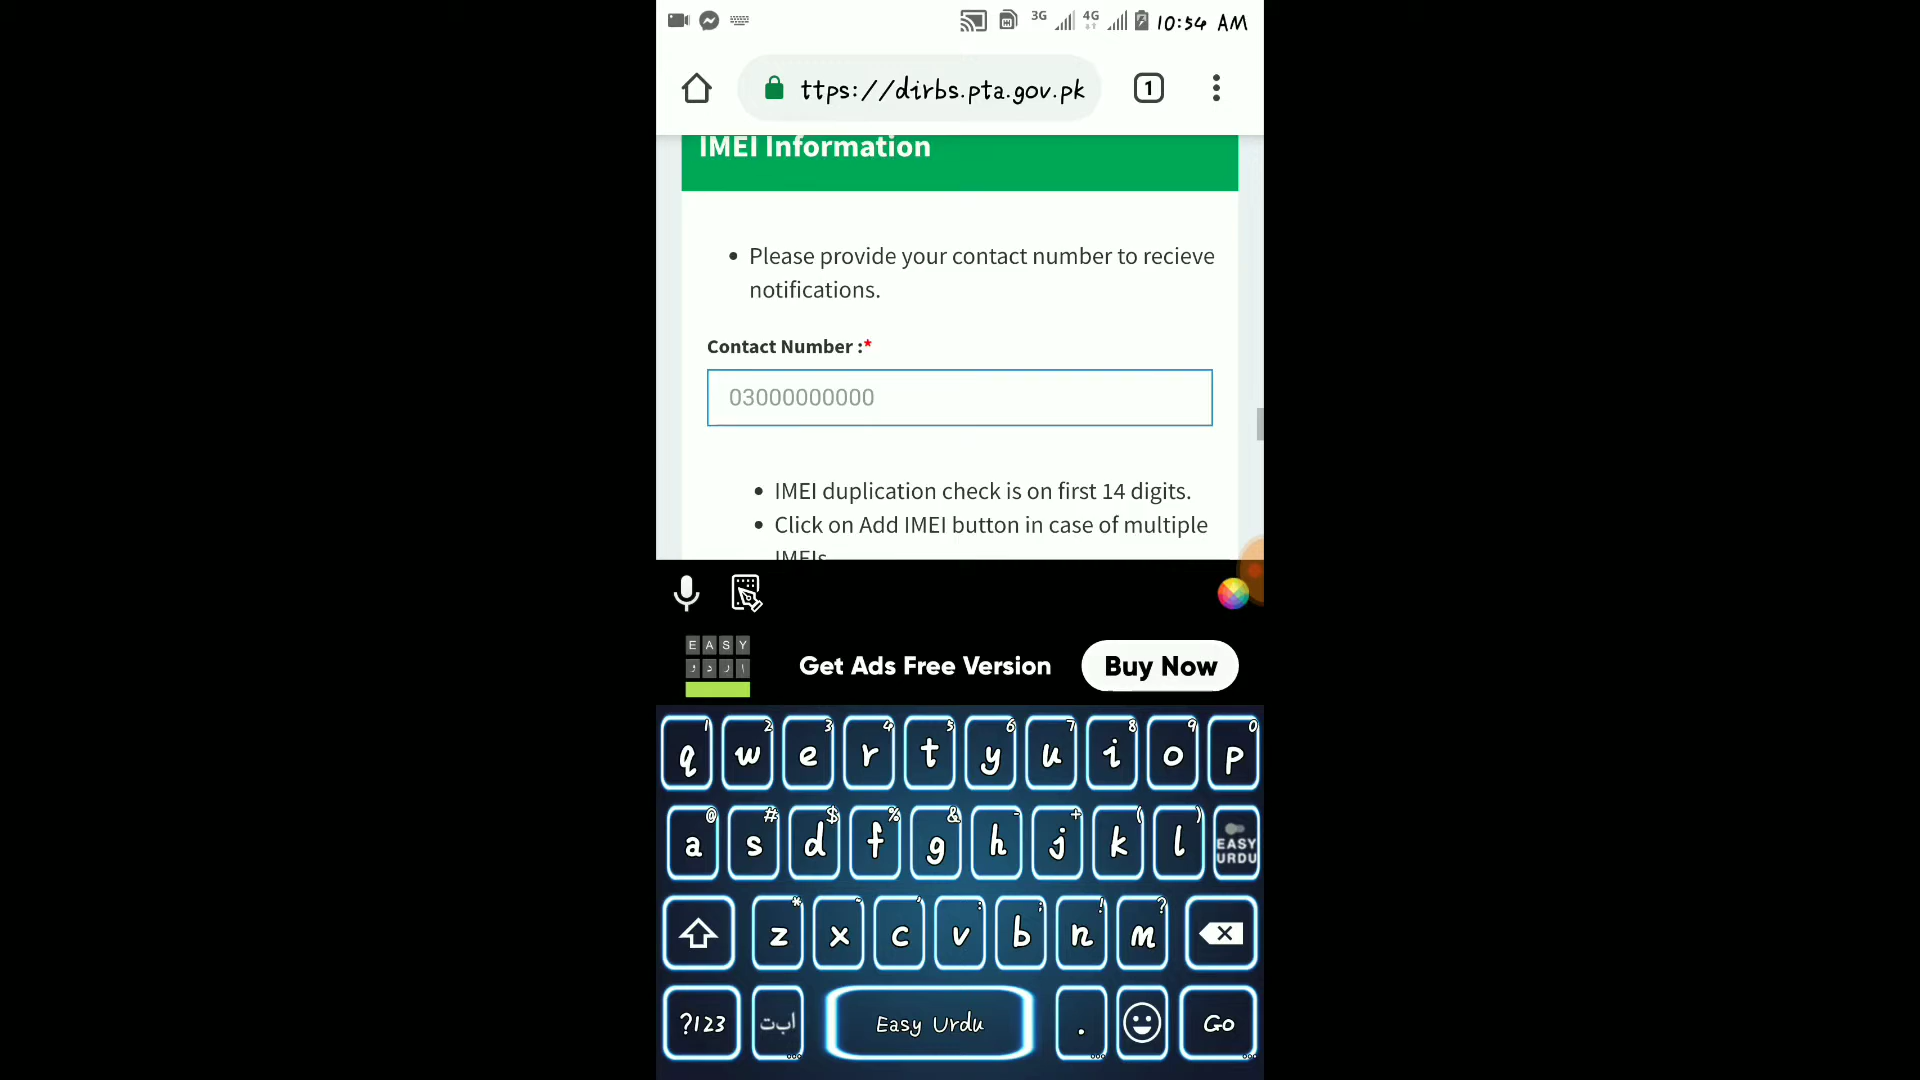 3G 4G 10:54 AM
ttps://dirbs.pta.gov.pk 1
IMEI Information
Please provide your contact number to recieve
notifications.
Contact Number :*
03000000000
IMEI duplication check is on first 14 digits.
Click on Add IMEI button in case of multiple
IMEIs
E A S Y
ا ر د و
Get Ads Free Version
Buy Now
1 2 3 4 5 6 7 8 9 0
q w e r t y u i o p
@ # $ % & - + ( )
a s d f g h j k l EASY URDU
* - ' : ; ! ?
z x c v b n m
?123 اب‌ت Easy Urdu . Go